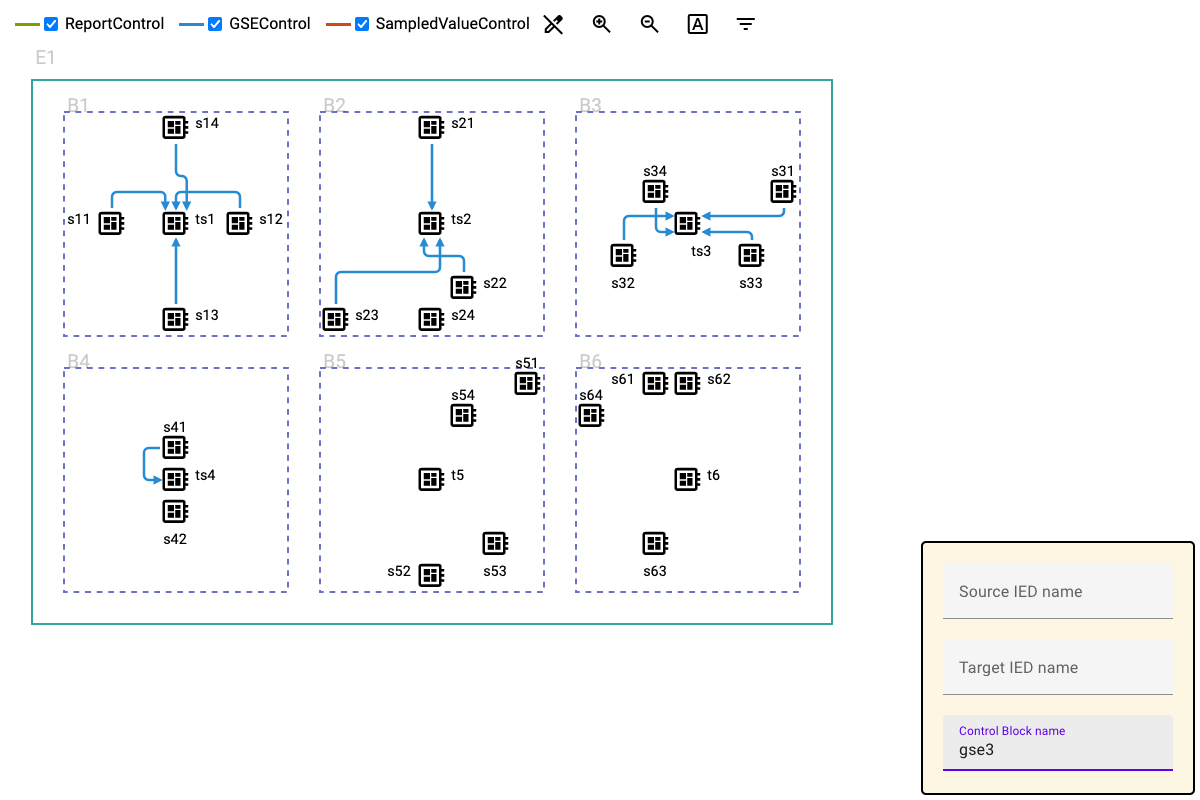 ReportControl GSEControl SampledValueControl A
E1
B1 B2 B3
s14 s21
s34 s31
s11 ts1 s12 ts2
ts3
s32 s33
s22
s13 s23 s24
B4 B5 B6
s51
s61 s62
s54 s64
s41
ts4 t5 t6
s42
s52 s53 s63
Source IED name
Target IED name
Control Block name
gse3